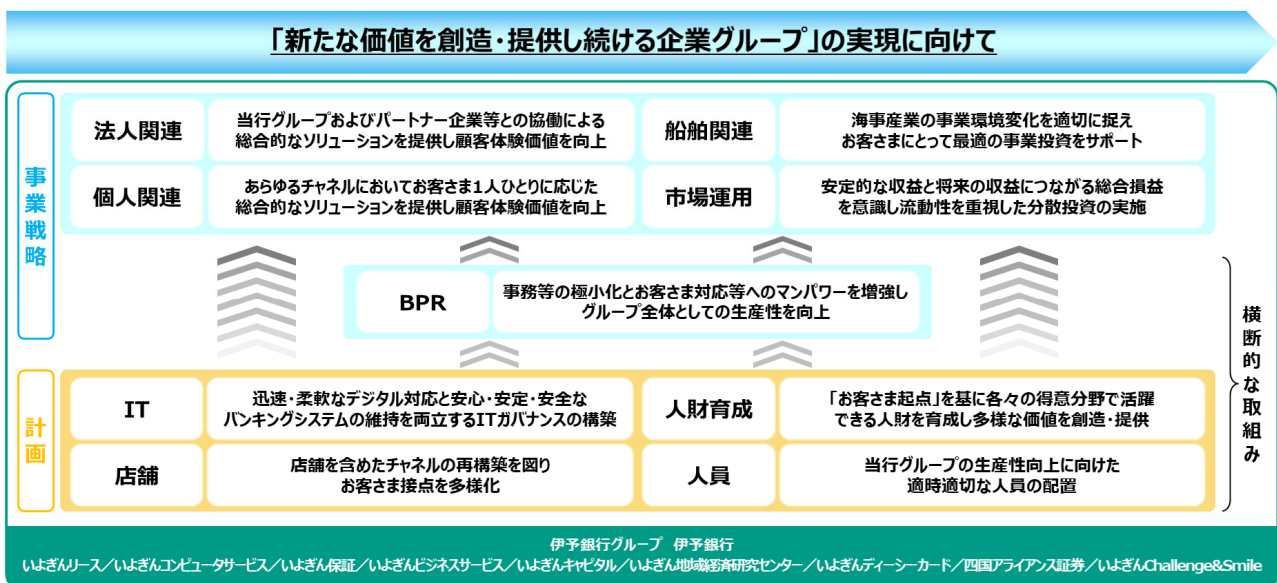 「新たな価値を創造・提供し続ける企業グループ」の実現に向けて
事業戦略
法人関連
当行グループおよびパートナー企業等との協働による
総合的なソリューションを提供し顧客体験価値を向上
船舶関連
海事産業の事業環境変化を適切に捉え
お客さまにとって最適の事業投資をサポート
個人関連
あらゆるチャネルにおいてお客さま1人ひとりに応じた
総合的なソリューションを提供し顧客体験価値を向上
市場運用
安定的な収益と将来の収益につながる総合損益
を意識し流動性を重視した分散投資の実施
BPR
事務等の極小化とお客さま対応等へのマンパワーを増強し
グループ全体としての生産性を向上
横断的な取組み
計画
IT
迅速・柔軟なデジタル対応と安心・安定・安全な
バンキングシステムの維持を両立するITガバナンスの構築
人財育成
「お客さま起点」を基に各々の得意分野で活躍
できる人財を育成し多様な価値を創造・提供
店舗
店舗を含めたチャネルの再構築を図り
お客さま接点を多様化
人員
当行グループの生産性向上に向けた
適時適切な人員の配置
伊予銀行グループ 伊予銀行
いよぎんリース／いよぎんコンピュータサービス／いよぎん保証／いよぎんビジネスサービス／いよぎんキャピタル／いよぎん地域経済研究センター／いよぎんディーシーカード／四国アライアンス証券／いよぎんChallenge&Smile